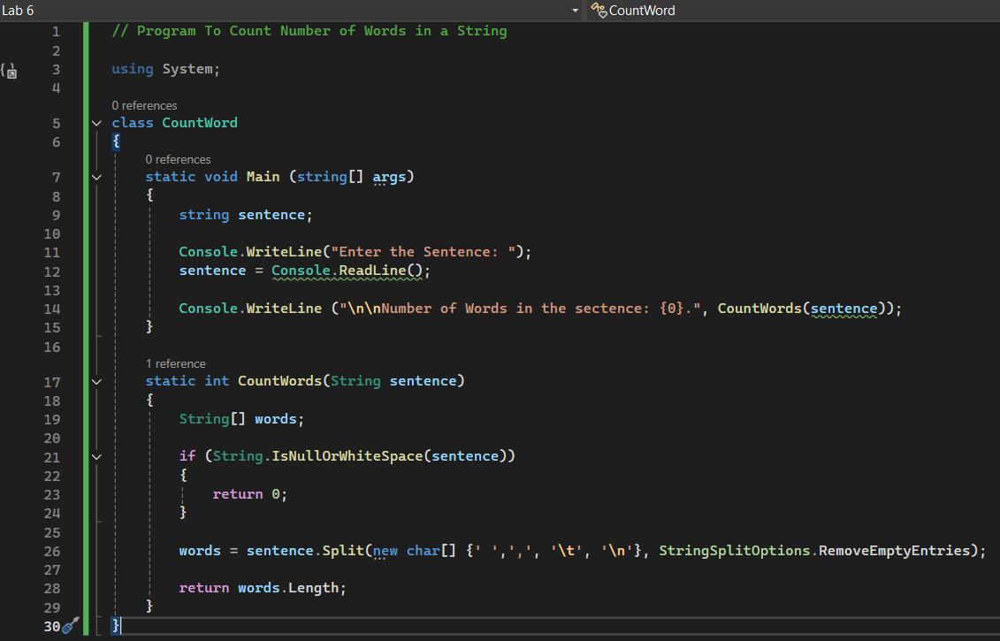 Lab 6 CountWord
1 // Program To Count Number of Words in a String
2
3 using System;
4
0 references
5 class CountWord
6 {
0 references
7 static void Main (string[] args)
8 {
9 string sentence;
10
11 Console.WriteLine("Enter the Sentence: ");
12 sentence = Console.ReadLine();
13
14 Console.WriteLine ("\n\nNumber of Words in the sectence: {0}.", CountWords(sentence));
15 }
16
1 reference
17 static int CountWords(String sentence)
18 {
19 String[] words;
20
21 if (String.IsNullOrWhiteSpace(sentence))
22 {
23 return 0;
24 }
25
26 words = sentence.Split(new char[] {' ',',', '\t', '\n'}, StringSplitOptions.RemoveEmptyEntries);
27
28 return words.Length;
29 }
30 }